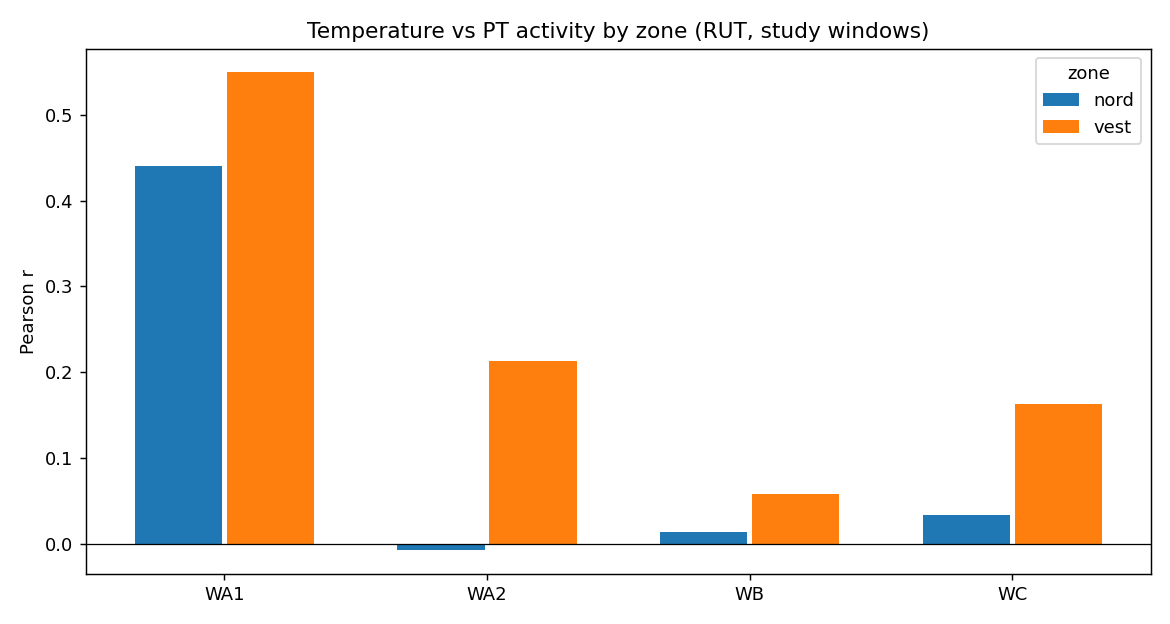 Temperature vs PT activity by zone (RUT, study windows)
zone
nord
vest
Pearson r
0.5
0.4
0.3
0.2
0.1
0.0
WA1
WA2
WB
WC